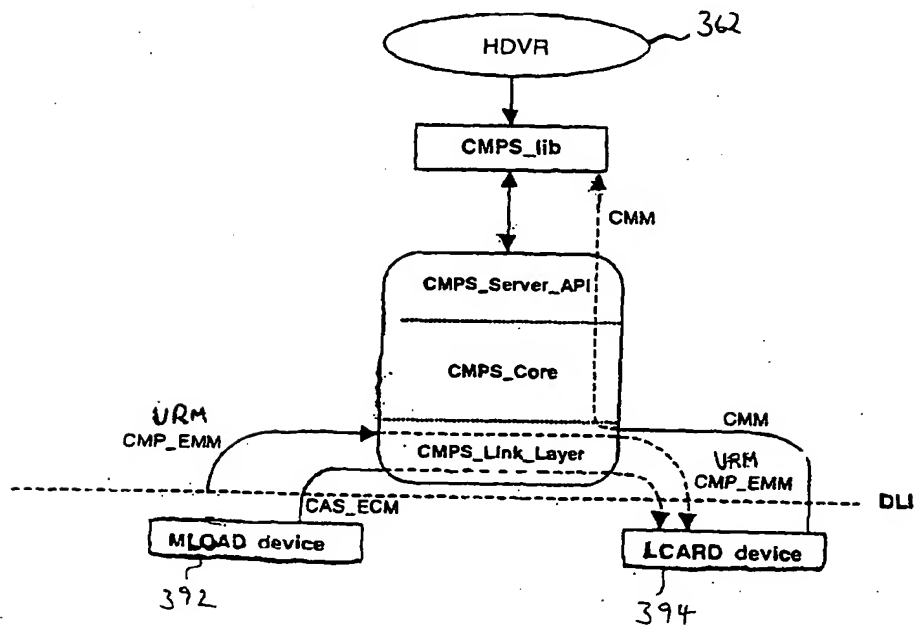 362
HDVR
CMPS_lib
CMM
CMPS_Server_API
CMPS_Core
URM
CMP_EMM
CMM
CMPS_Link_Layer
URM
CMP_EMM
CAS_ECM
DLI
MLOAD device
LCARD device
392
394